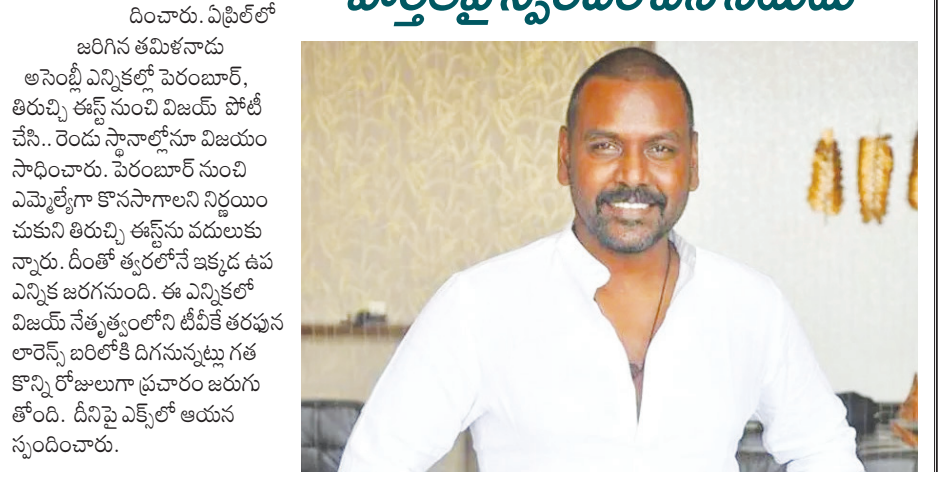 దించారు. ఏప్రిల్‌లో
జరిగిన తమిళనాడు
అసెంబ్లీ ఎన్నికల్లో పెరంబూర్,
తిరుచ్చి ఈస్ట్ నుంచి విజయ్ పోటీ
చేసి.. రెండు స్థానాల్లోనూ విజయం
సాధించారు. పెరంబూర్ నుంచి
ఎమ్మెల్యేగా కొనసాగాలని నిర్ణయిం
చుకుని తిరుచ్చి ఈస్ట్‌ను వదులుకు
న్నారు. దీంతో త్వరలోనే ఇక్కడ ఉప
ఎన్నిక జరగనుంది. ఈ ఎన్నికలో
విజయ్ నేతృత్వంలోని టీవీకే తరఫున
లారెన్స్ బరిలోకి దిగనున్నట్లు గత
కొన్ని రోజులుగా ప్రచారం జరుగు
తోంది. దీనిపై ఎక్స్‌లో ఆయన
స్పందించారు.